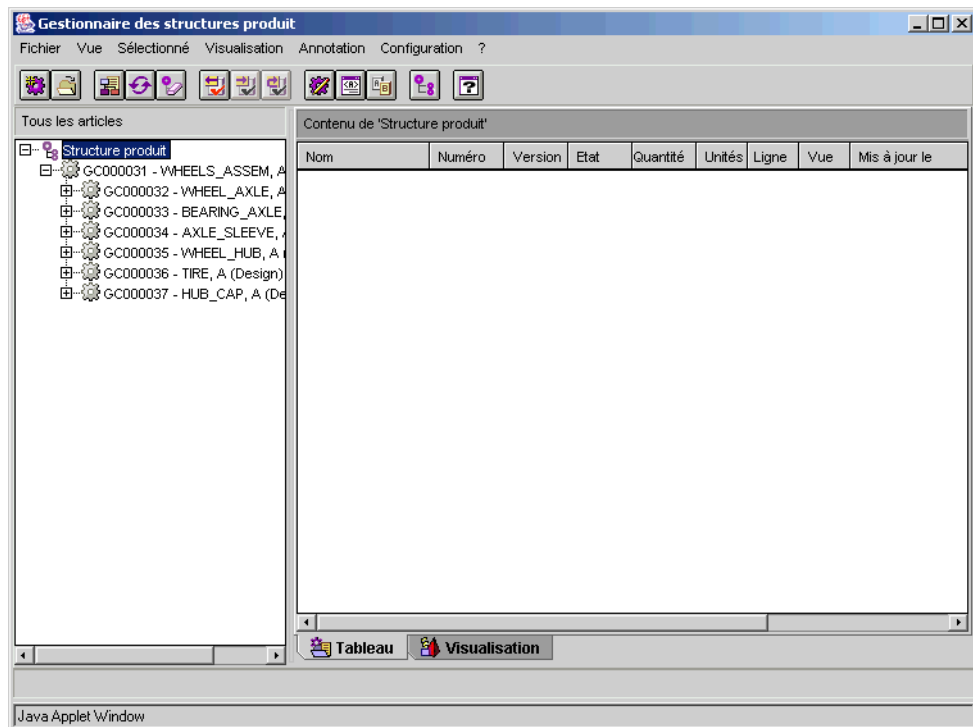 Gestionnaire des structures produit
Fichier Vue Sélectionné Visualisation Annotation Configuration ?
Tous les articles
Contenu de 'Structure produit'
Nom Numéro Version Etat Quantité Unités Ligne Vue Mis à jour le
Structure produit
GC000031 - WHEELS_ASSEM, A
GC000032 - WHEEL_AXLE, A
GC000033 - BEARING_AXLE,
GC000034 - AXLE_SLEEVE,
GC000035 - WHEEL_HUB, A
GC000036 - TIRE, A (Design)
GC000037 - HUB_CAP, A (De
Tableau Visualisation
Java Applet Window